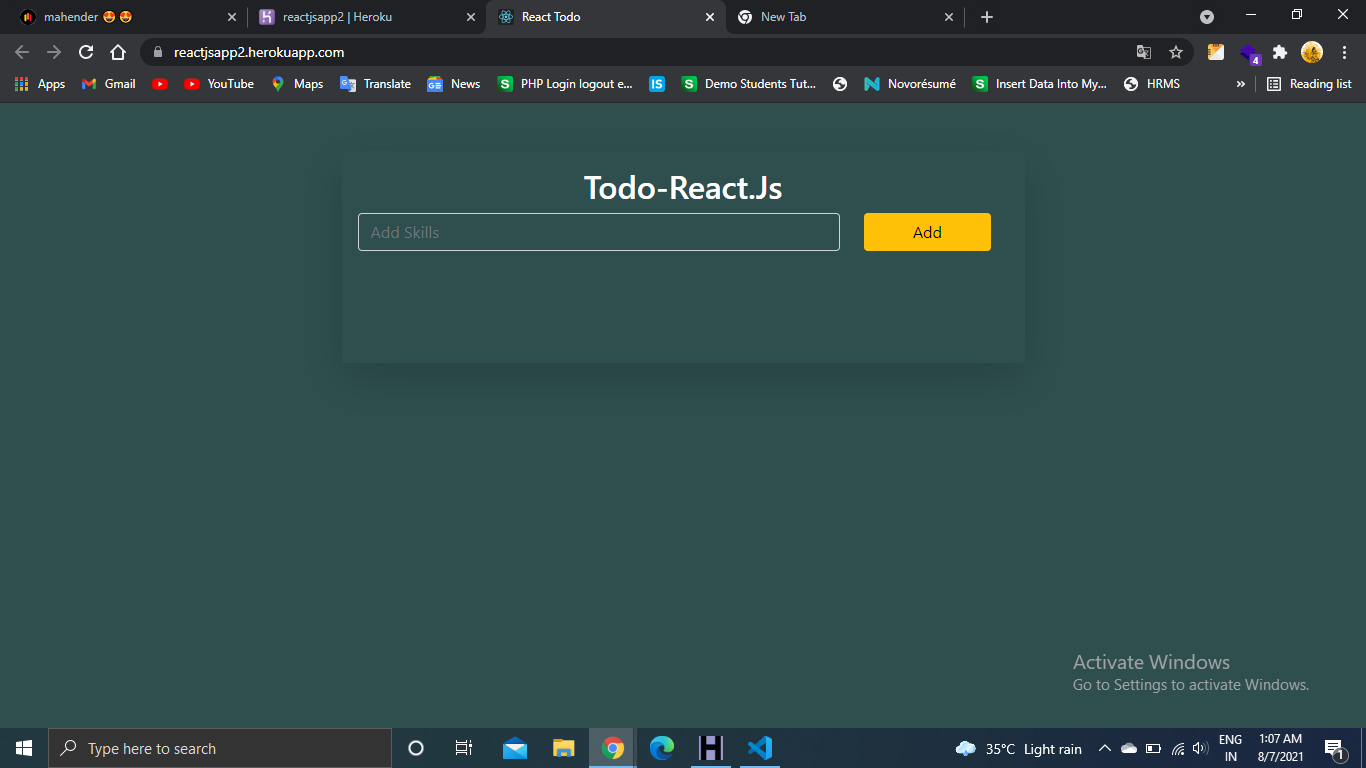 mahender 😍 😍
reactjsapp2 | Heroku
React Todo
New Tab
reactjsapp2.herokuapp.com
4
Apps
Gmail
YouTube
Maps
Translate
News
S PHP Login logout e...
IS
S Demo Students Tut...
Novorésumé
S Insert Data Into My...
HRMS
»
Reading list
Todo-React.Js
Add Skills
Add
Activate Windows
Go to Settings to activate Windows.
Type here to search
35°C Light rain
ENG
IN
1:07 AM
8/7/2021
1